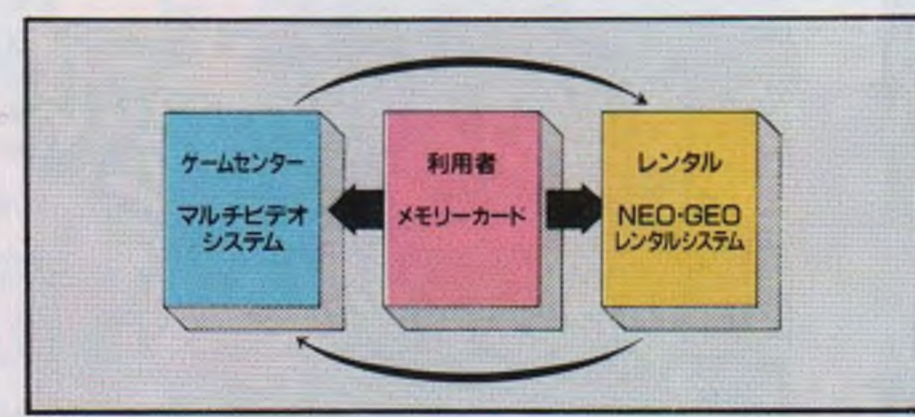 ゲームセンター
マルチビデオ
システム
利用者
メモリーカード
レンタル
NEO・GEO
レンタルシステム